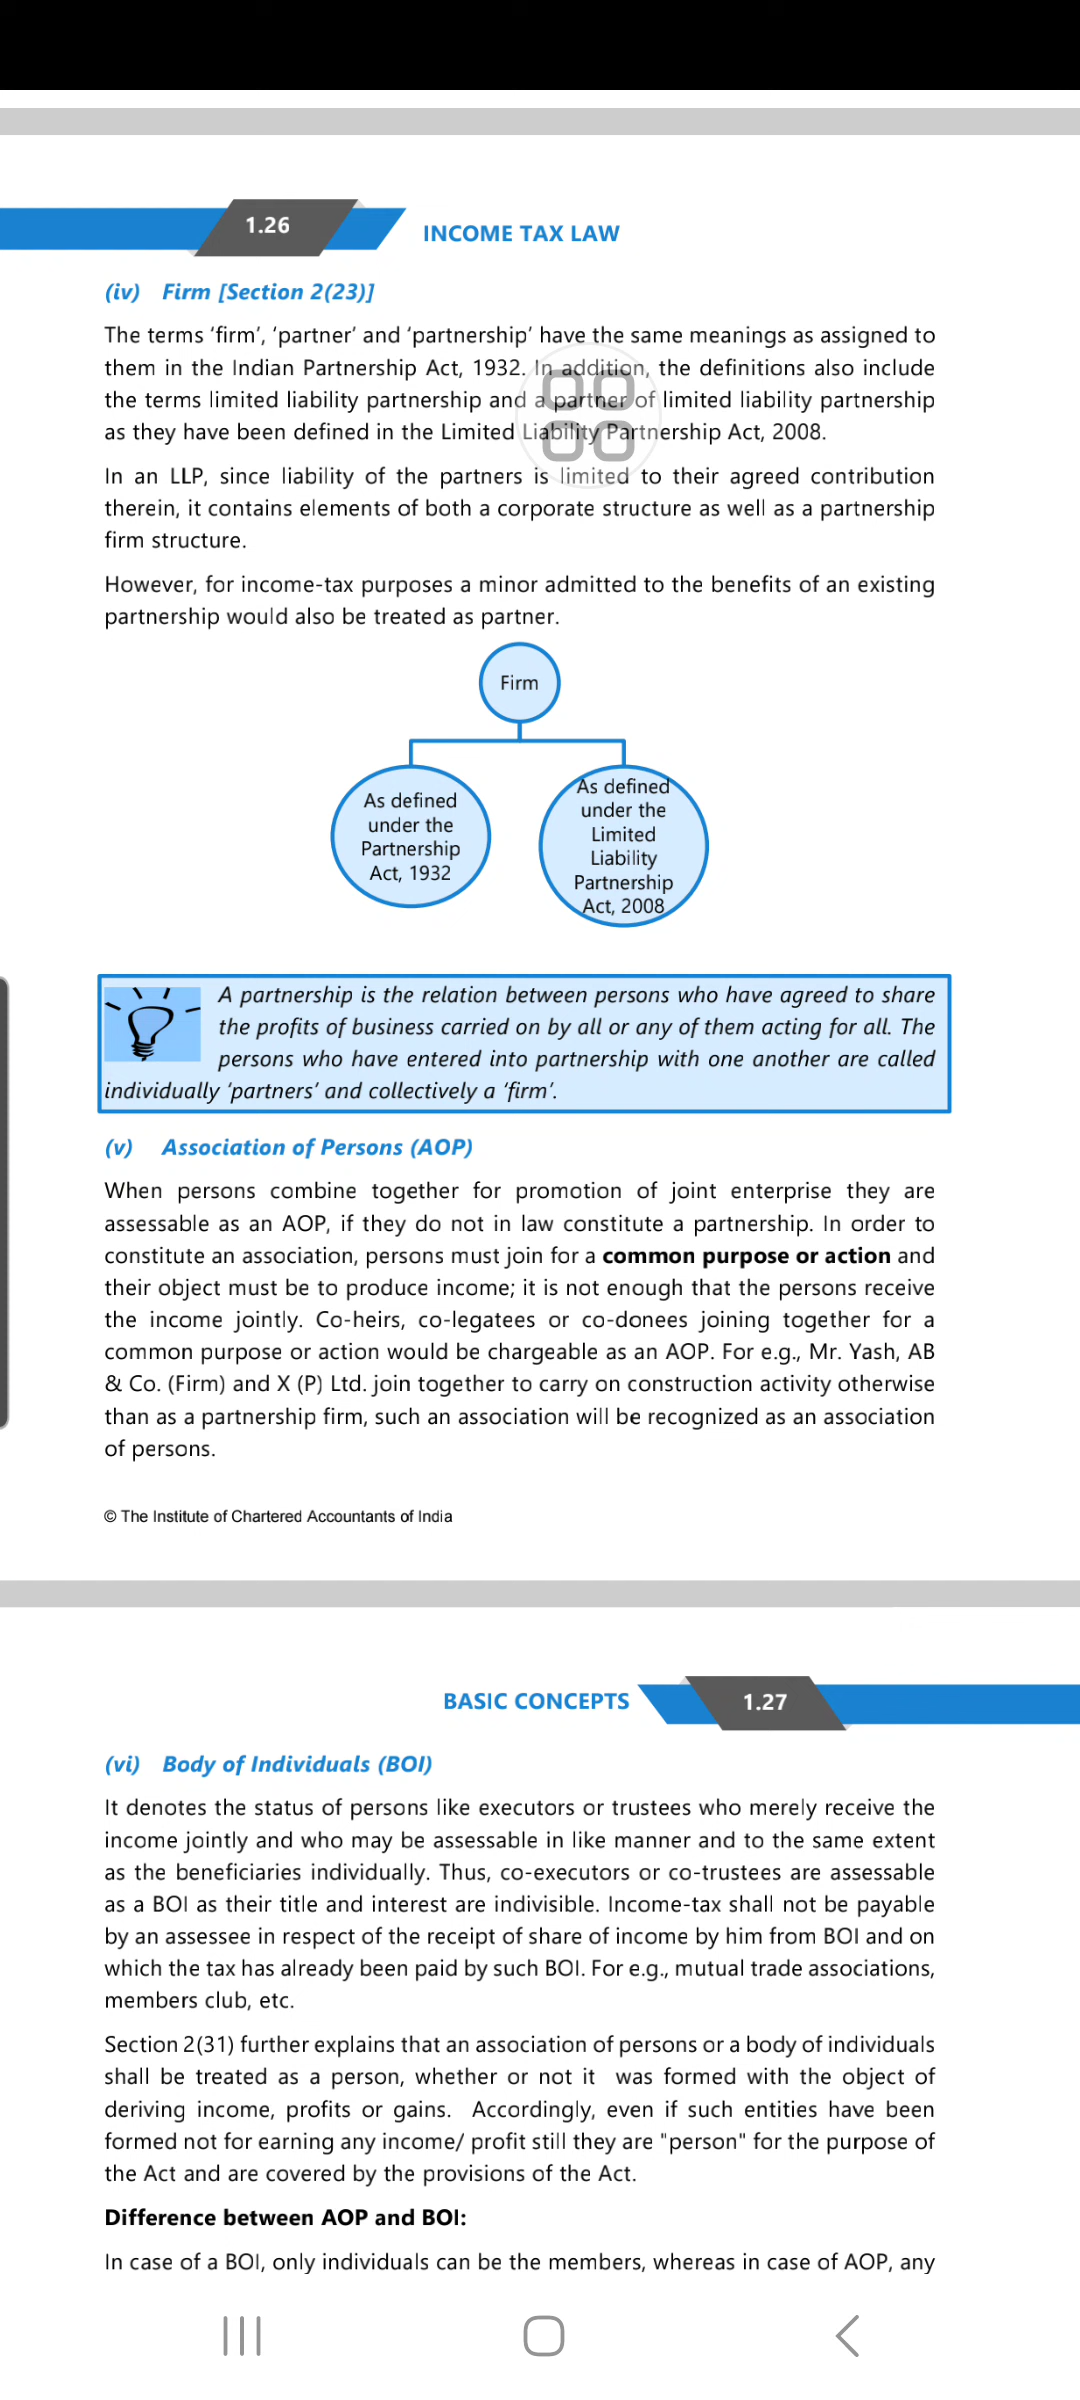 1.26
INCOME TAX LAW
(iv) Firm [Section 2(23)]
The terms ‘firm’, ‘partner’ and ‘partnership’ have the same meanings as assigned to
them in the Indian Partnership Act, 1932. In addition, the definitions also include
the terms limited liability partnership and a partner of limited liability partnership
as they have been defined in the Limited Liability Partnership Act, 2008.
In an LLP, since liability of the partners is limited to their agreed contribution
therein, it contains elements of both a corporate structure as well as a partnership
firm structure.
However, for income-tax purposes a minor admitted to the benefits of an existing
partnership would also be treated as partner.
Firm
As defined
under the
Partnership
Act, 1932
As defined
under the
Limited
Liability
Partnership
Act, 2008
A partnership is the relation between persons who have agreed to share
the profits of business carried on by all or any of them acting for all. The
persons who have entered into partnership with one another are called
individually ‘partners’ and collectively a ‘firm’.
(v) Association of Persons (AOP)
When persons combine together for promotion of joint enterprise they are
assessable as an AOP, if they do not in law constitute a partnership. In order to
constitute an association, persons must join for a common purpose or action and
their object must be to produce income; it is not enough that the persons receive
the income jointly. Co-heirs, co-legatees or co-donees joining together for a
common purpose or action would be chargeable as an AOP. For e.g., Mr. Yash, AB
& Co. (Firm) and X (P) Ltd. join together to carry on construction activity otherwise
than as a partnership firm, such an association will be recognized as an association
of persons.
© The Institute of Chartered Accountants of India
BASIC CONCEPTS
1.27
(vi) Body of Individuals (BOI)
It denotes the status of persons like executors or trustees who merely receive the
income jointly and who may be assessable in like manner and to the same extent
as the beneficiaries individually. Thus, co-executors or co-trustees are assessable
as a BOI as their title and interest are indivisible. Income-tax shall not be payable
by an assessee in respect of the receipt of share of income by him from BOI and on
which the tax has already been paid by such BOI. For e.g., mutual trade associations,
members club, etc.
Section 2(31) further explains that an association of persons or a body of individuals
shall be treated as a person, whether or not it was formed with the object of
deriving income, profits or gains. Accordingly, even if such entities have been
formed not for earning any income/ profit still they are "person" for the purpose of
the Act and are covered by the provisions of the Act.
Difference between AOP and BOI:
In case of a BOI, only individuals can be the members, whereas in case of AOP, any